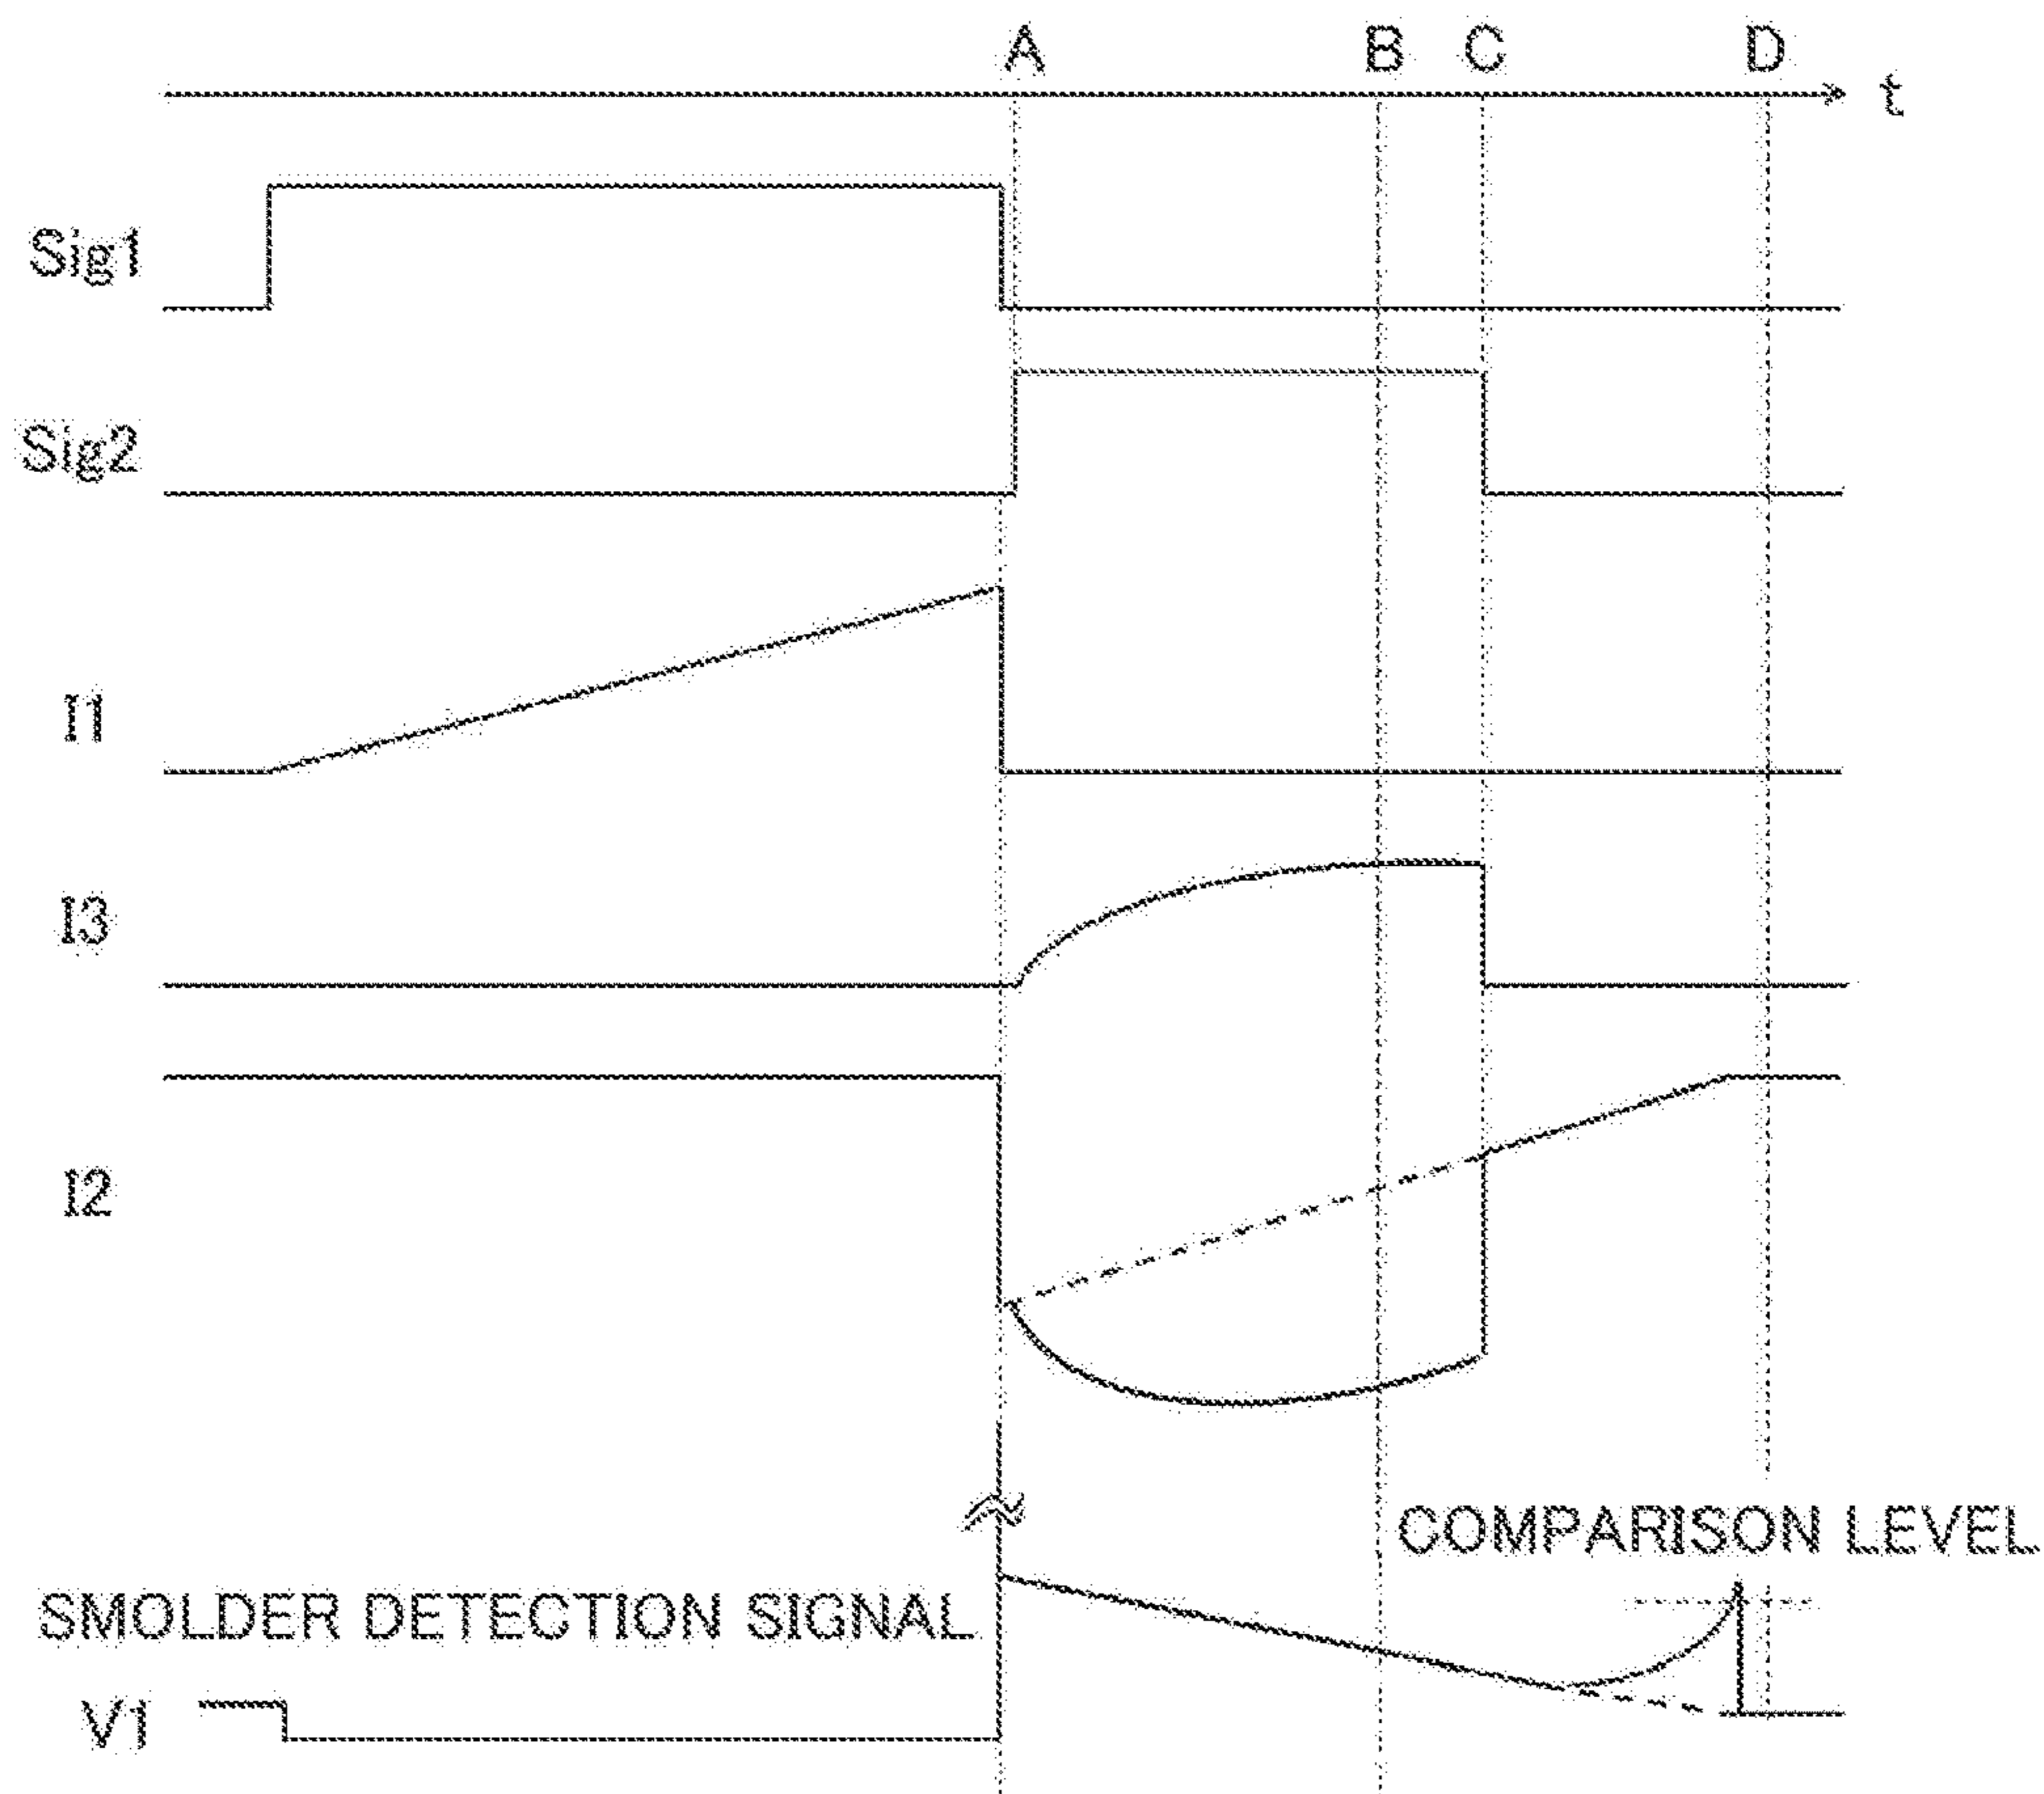 A B C D
t
Sig1
Sig2
I1
I3
I2
COMPARISON LEVEL
SMOLDER DETECTION SIGNAL
V1